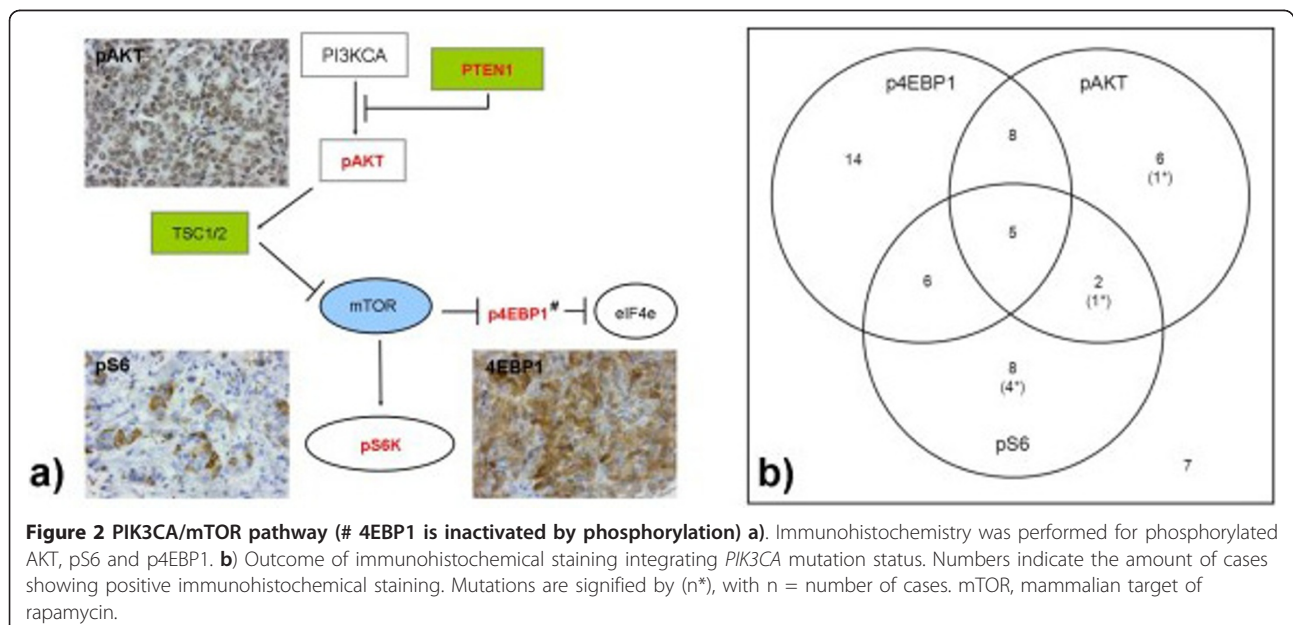 pAKT
PI3KCA
PTEN1
pAKT
TSC1/2
mTOR
p4EBP1#
eIF4e
pS6
4EBP1
pS6K
a)
p4EBP1
pAKT
8
14
6
(1*)
5
6
2
(1*)
8
(4*)
pS6
7
b)
Figure 2 PIK3CA/mTOR pathway (# 4EBP1 is inactivated by phosphorylation) a). Immunohistochemistry was performed for phosphorylated
AKT, pS6 and p4EBP1. b) Outcome of immunohistochemical staining integrating PIK3CA mutation status. Numbers indicate the amount of cases
showing positive immunohistochemical staining. Mutations are signified by (n*), with n = number of cases. mTOR, mammalian target of
rapamycin.